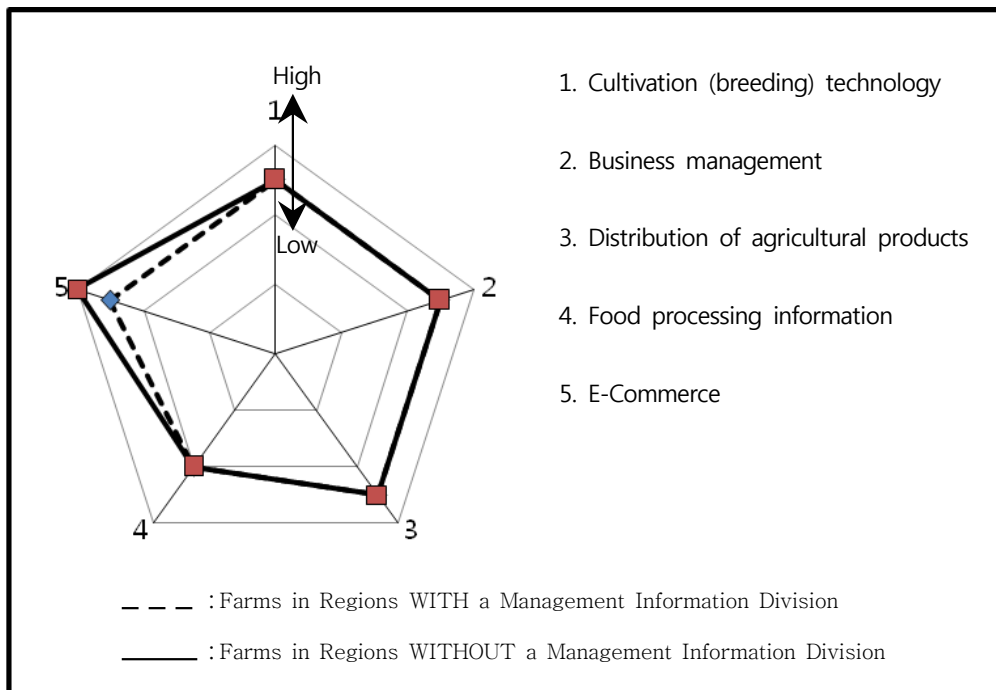 High
1
Low
5
2
4
3
1. Cultivation (breeding) technology
2. Business management
3. Distribution of agricultural products
4. Food processing information
5. E-Commerce
: Farms in Regions WITH a Management Information Division
: Farms in Regions WITHOUT a Management Information Division